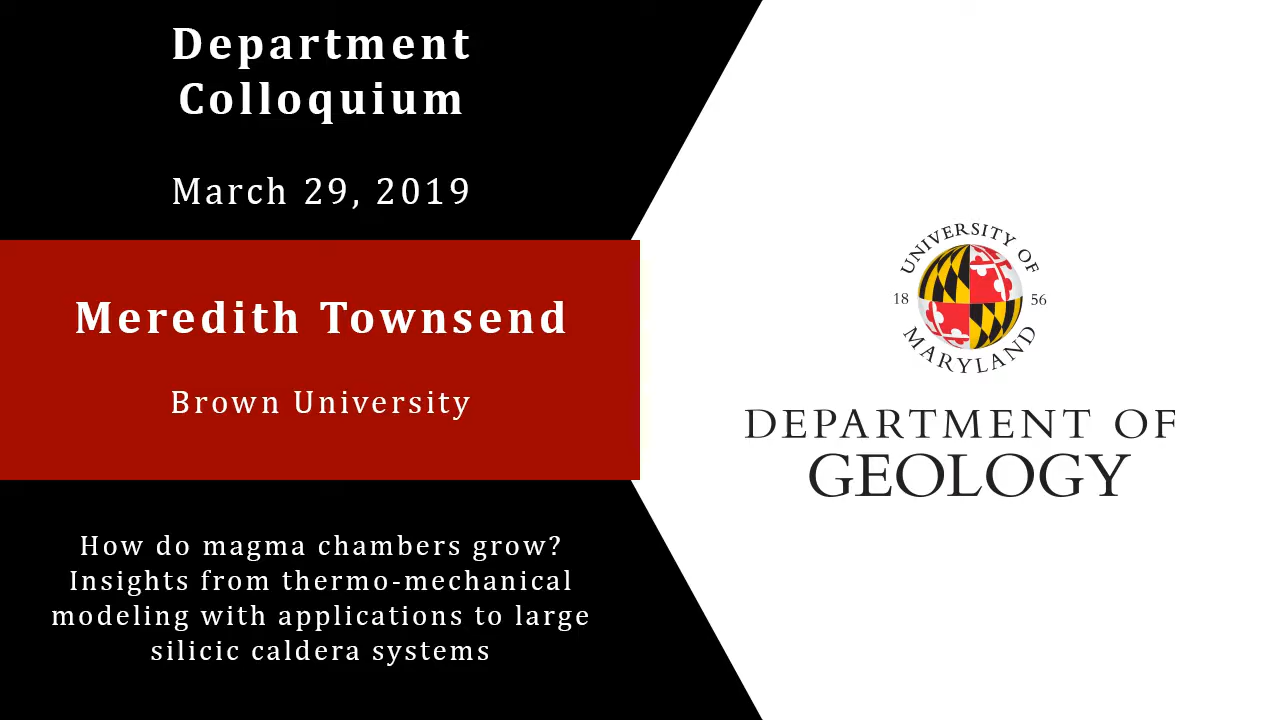 Department
Colloquium
March 29, 2019
Meredith Townsend
Brown University
How do magma chambers grow?
Insights from thermo-mechanical
modeling with applications to large
silicic caldera systems
UNIVERSITY OF
18 56
MARYLAND
DEPARTMENT OF
GEOLOGY